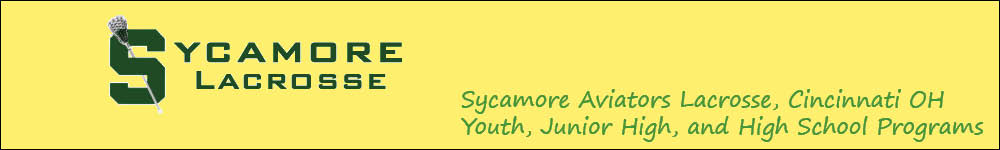 Sycamore
Lacrosse
Sycamore Aviators Lacrosse, Cincinnati OH
Youth, Junior High, and High School Programs